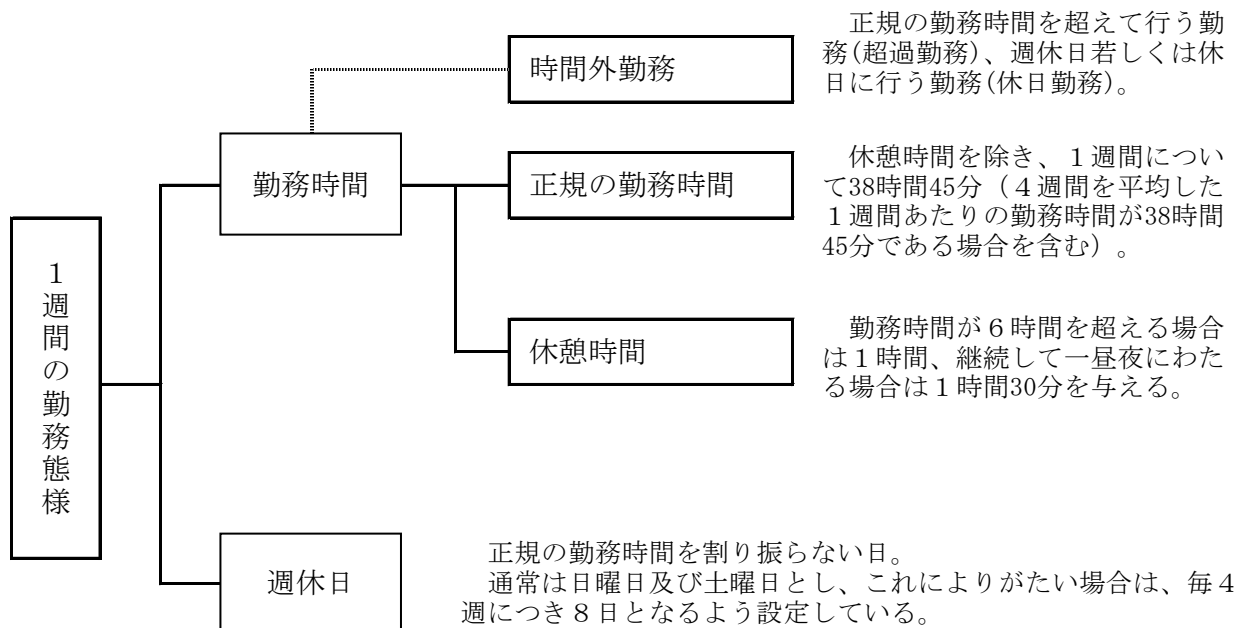 正規の勤務時間を超えて行う勤
務(超過勤務)、週休日若しくは休
日に行う勤務(休日勤務)。
時間外勤務
勤務時間
正規の勤務時間
休憩時間を除き、１週間につい
て38時間45分（４週間を平均した
１週間あたりの勤務時間が38時間
45分である場合を含む）。
１週間の勤務態様
休憩時間
勤務時間が６時間を超える場合
は１時間、継続して一昼夜にわた
る場合は１時間30分を与える。
週休日
正規の勤務時間を割り振らない日。
通常は日曜日及び土曜日とし、これによりがたい場合は、毎４
週につき８日となるよう設定している。